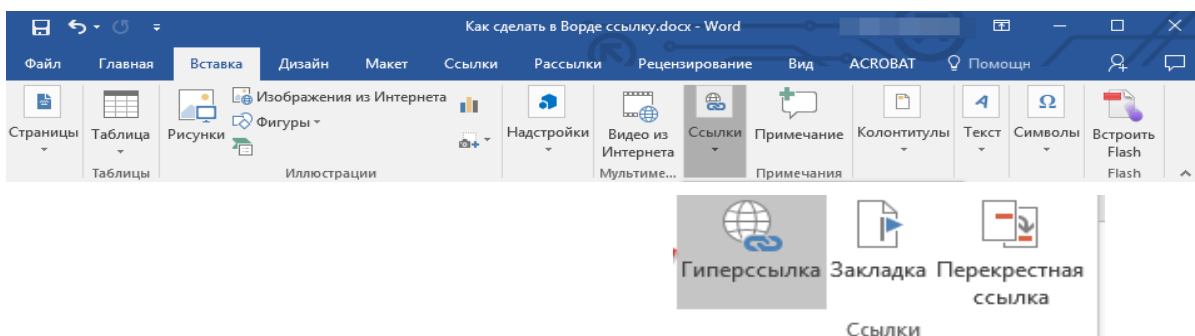 Как сделать в Ворде ссылку.docx - Word
Файл Главная Вставка Дизайн Макет Ссылки Рассылки Рецензирование Вид ACROBAT Помощн
Страницы Таблица Рисунки Изображения из Интернета Фигуры Надстройки Видео из Интернета Ссылки Примечание Колонтитулы Текст Символы Встроить Flash
Таблицы Иллюстрации Мультиме... Примечания Flash
Гиперссылка Закладка Перекрестная
ссылка
Ссылки